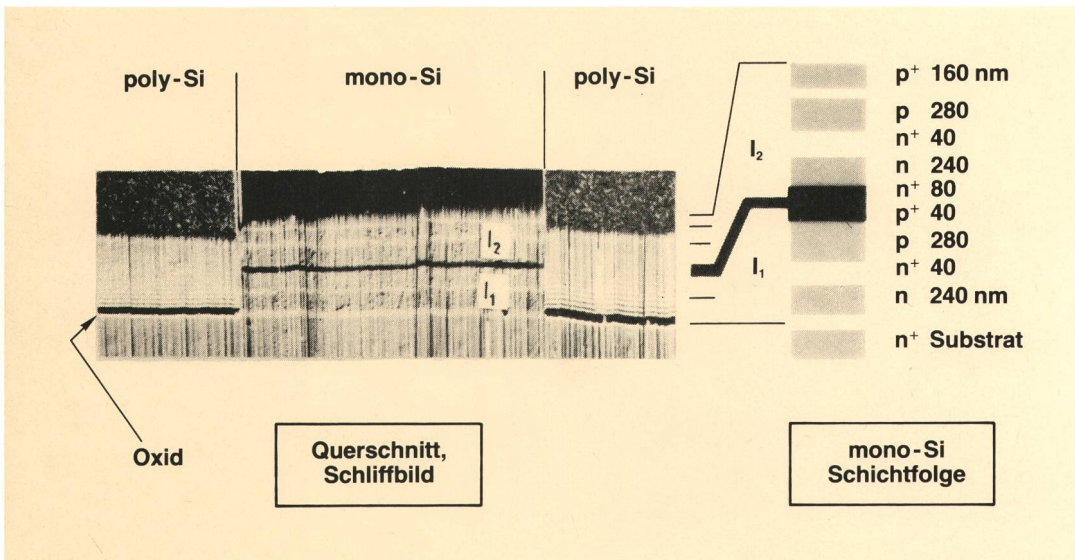 poly-Si
mono-Si
poly-Si
I₂
I₁
Oxid
Querschnitt,
Schliffbild
p⁺ 160 nm
p 280
n⁺ 40
I₂
n 240
n⁺ 80
p⁺ 40
p 280
I₁
n⁺ 40
n 240 nm
n⁺ Substrat
mono-Si
Schichtfolge